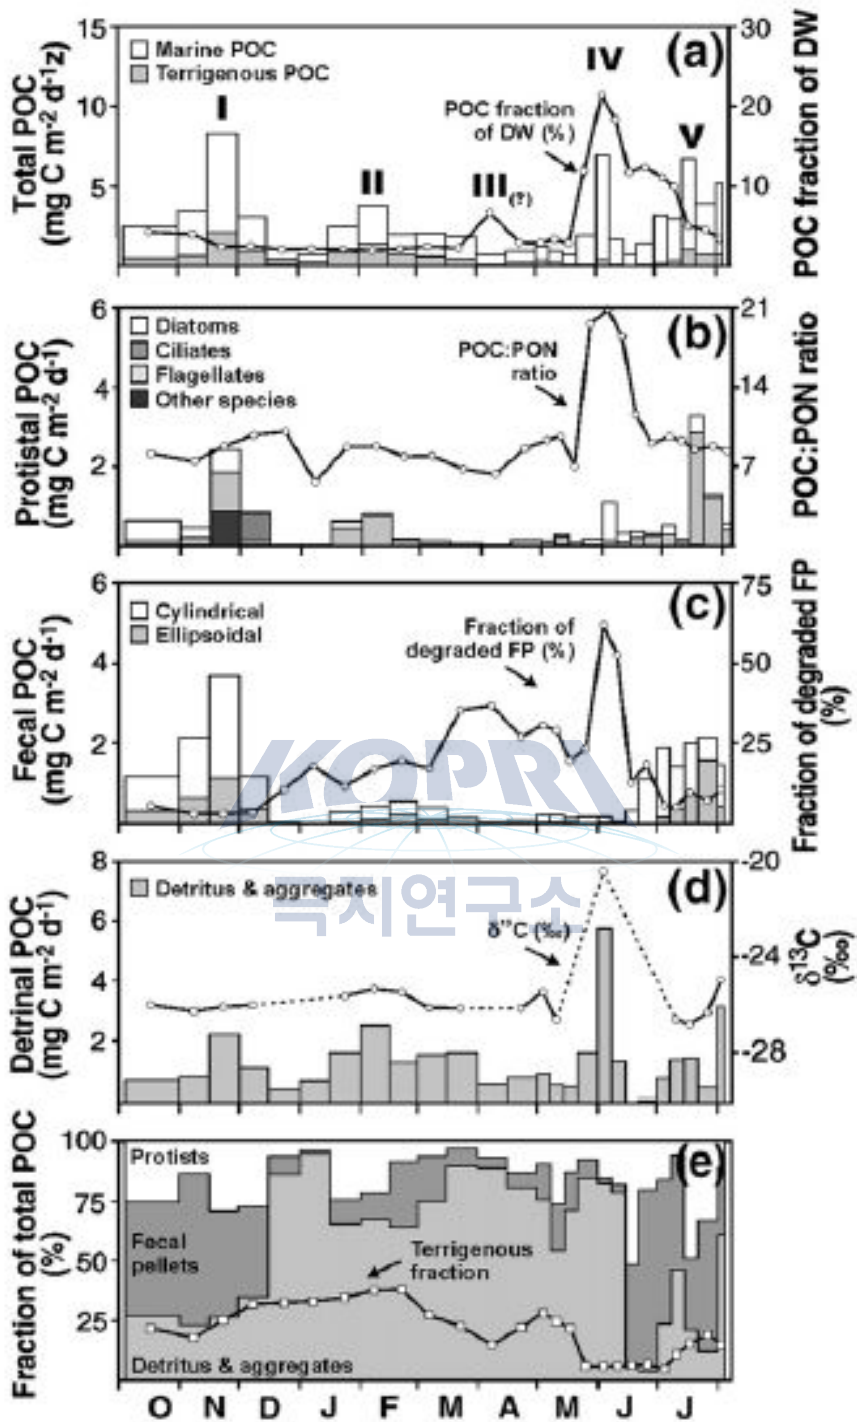 15
10
5
Total POC
(mg C m-2 d-1z)
Marine POC
Terrigenous POC
I
II
III(?)
IV
V
POC fraction
of DW (%)
(a)
30
20
10
POC fraction of DW
6
4
2
Protistal POC
(mg C m-2 d-1)
Diatoms
Ciliates
Flagellates
Other species
POC:PON
ratio
(b)
21
14
7
POC:PON ratio
6
4
2
Fecal POC
(mg C m-2 d-1)
Cylindrical
Ellipsoidal
Fraction of
degraded FP (%)
(c)
75
50
25
Fraction of degraded FP
(%)
KOPRI
극지연구소
8
6
4
2
Detrinal POC
(mg C m-2 d-1)
Detritus & aggregates
δ"C (‰)
(d)
-20
-24
-28
δ13C
(‰)
100
75
50
25
Fraction of total POC
(%)
Protists
Fecal
pellets
Terrigenous
fraction
Detritus & aggregates
(e)
O N D J F M A M J J